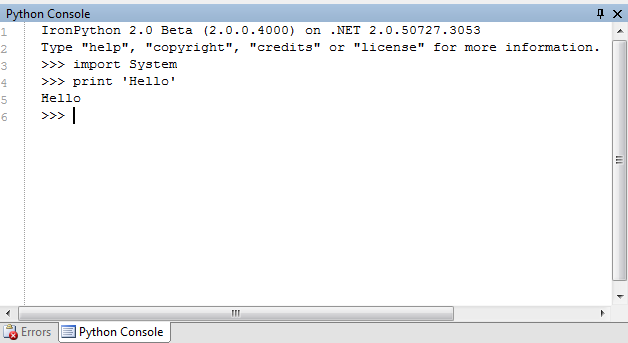 Python Console
1 IronPython 2.0 Beta (2.0.0.4000) on .NET 2.0.50727.3053
2 Type "help", "copyright", "credits" or "license" for more information.
3 >>> import System
4 >>> print 'Hello'
5 Hello
6 >>>
Errors Python Console